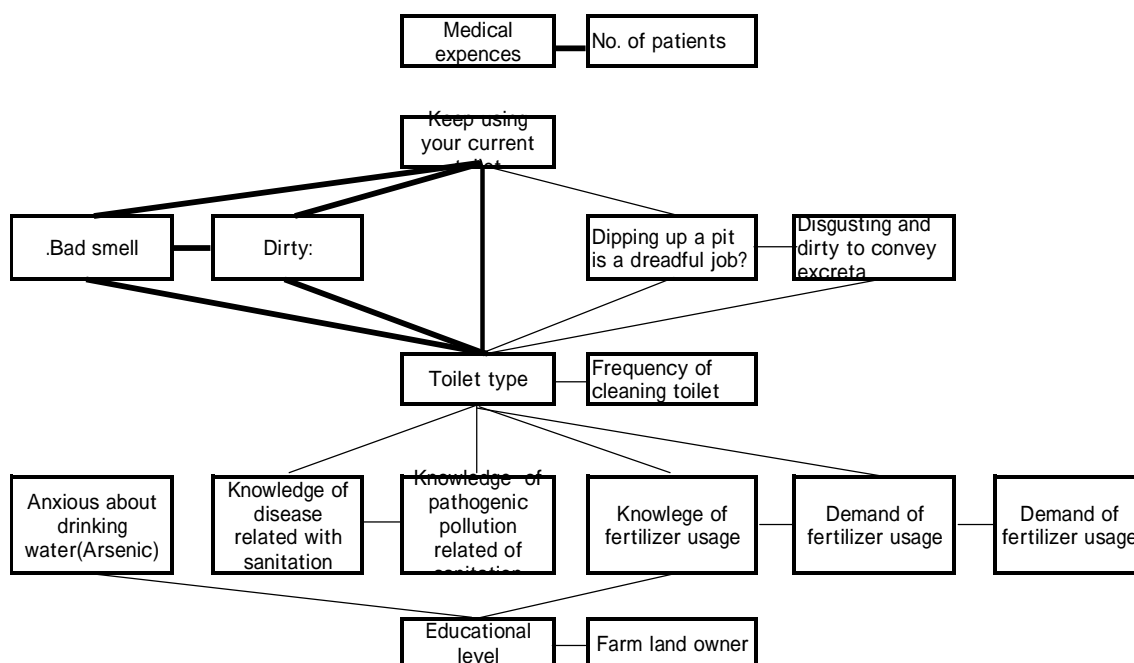 Medical
expences
No. of patients
Keep using
your current
.Bad smell
Dirty:
Dipping up a pit
is a dreadful job?
Disgusting and
dirty to convey
excreta
Toilet type
Frequency of
cleaning toilet
Anxious about
drinking
water(Arsenic)
Knowledge of
disease
related with
sanitation
Knowledge of
pathogenic
pollution
related of
sanitation
Knowlege of
fertilizer usage
Demand of
fertilizer usage
Demand of
fertilizer usage
Educational
level
Farm land owner